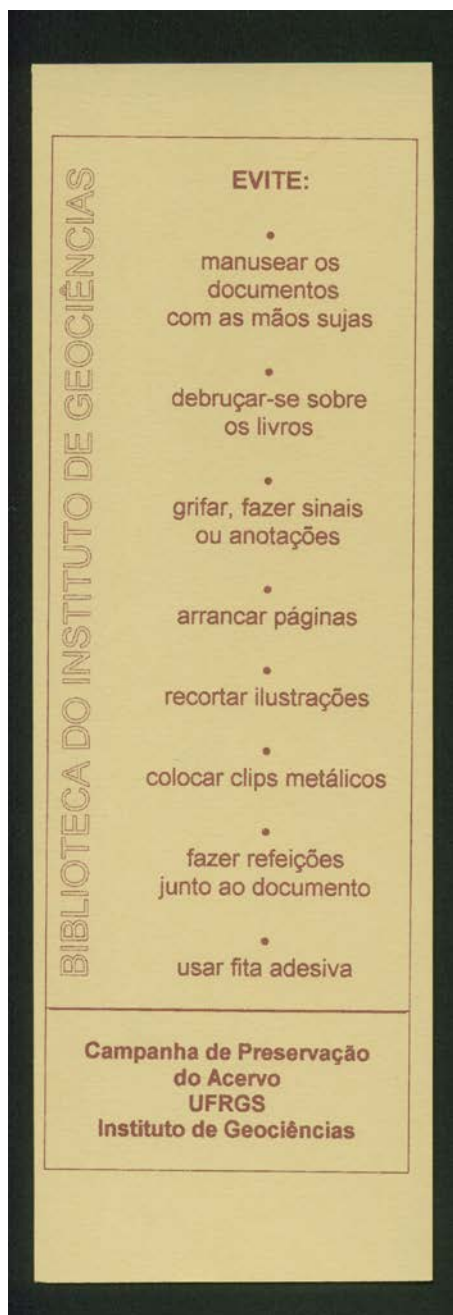 BIBLIOTECA DO INSTITUTO DE GEOCIÊNCIAS
EVITE:
•
manusear os
documentos
com as mãos sujas
•
debruçar-se sobre
os livros
•
grifar, fazer sinais
ou anotações
•
arrancar páginas
•
recortar ilustrações
•
colocar clips metálicos
•
fazer refeições
junto ao documento
•
usar fita adesiva
Campanha de Preservação
do Acervo
UFRGS
Instituto de Geociências